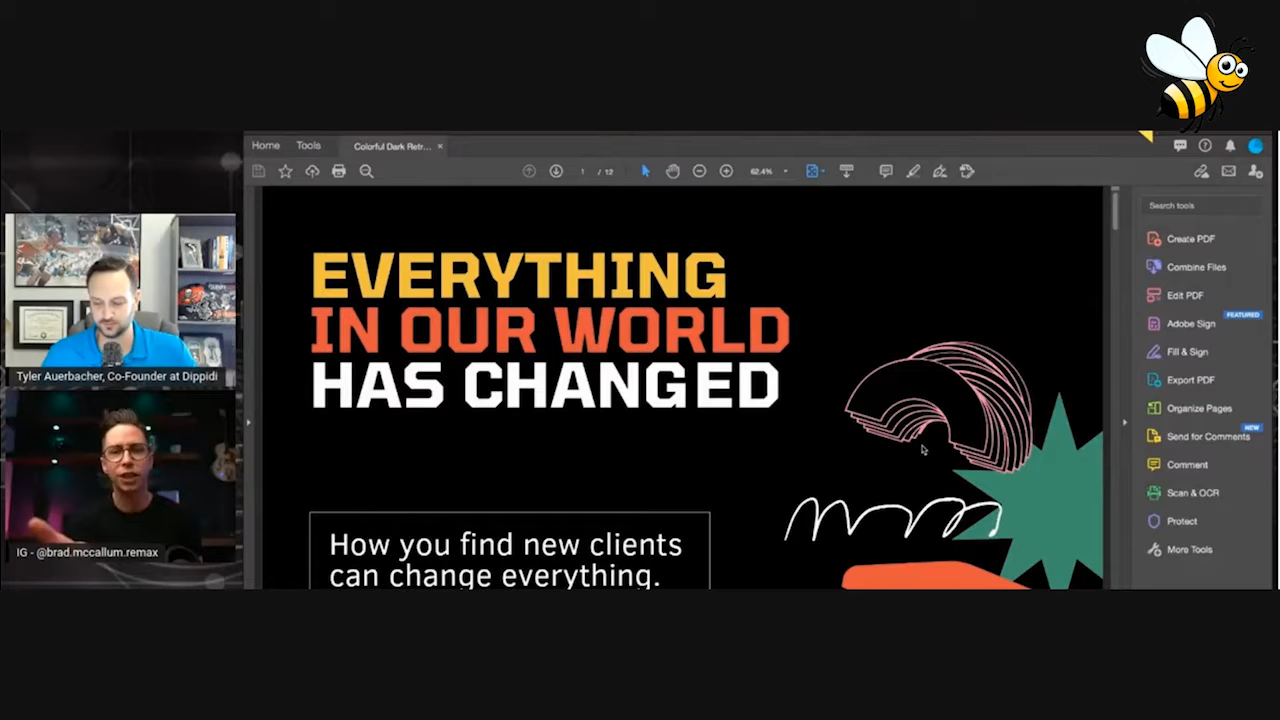 Home Tools Colorful Dark Retr... ×
1 / 12 62.4%
EVERYTHING
IN OUR WORLD
HAS CHANGED
How you find new clients
can change everything.
Tyler Auerbacher, Co-Founder at Dippidi
IG - @brad.mccallum.remax
Search tools
Create PDF
Combine Files
Edit PDF
FEATURED
Adobe Sign
Fill & Sign
Export PDF
Organize Pages
NEW
Send for Comments
Comment
Scan & OCR
Protect
More Tools